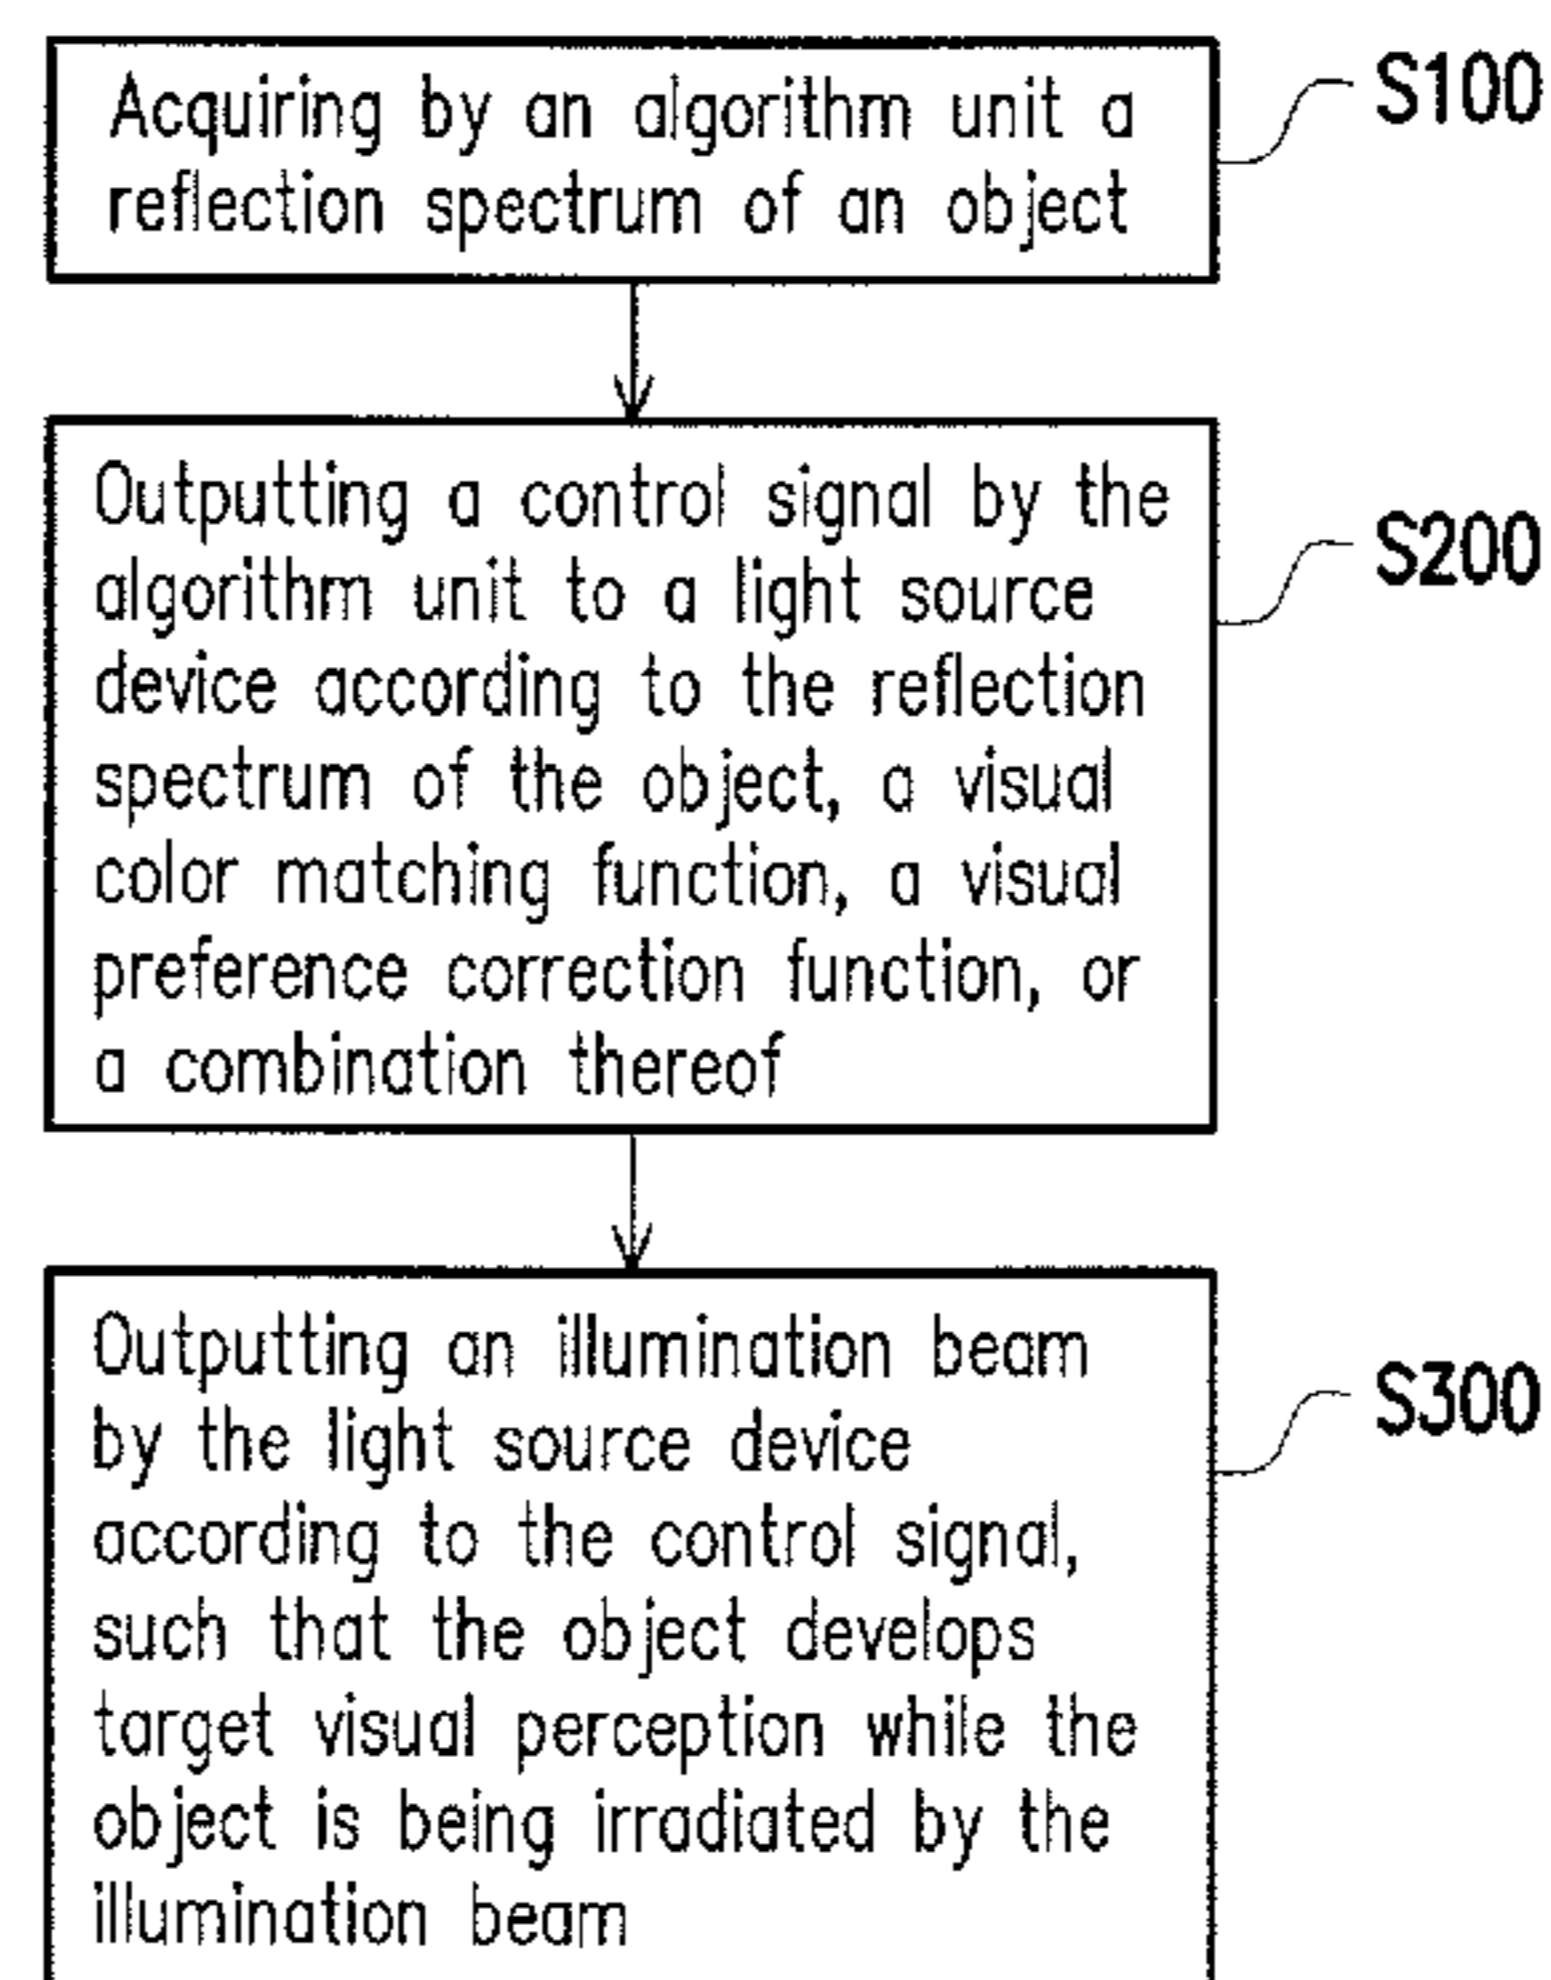 Acquiring by an algorithm unit a
reflection spectrum of an object
S100
Outputting a control signal by the
algorithm unit to a light source
device according to the reflection
spectrum of the object, a visual
color matching function, a visual
preference correction function, or
a combination thereof
S200
Outputting an illumination beam
by the light source device
according to the control signal,
such that the object develops
target visual perception while the
object is being irradiated by the
illumination beam
S300